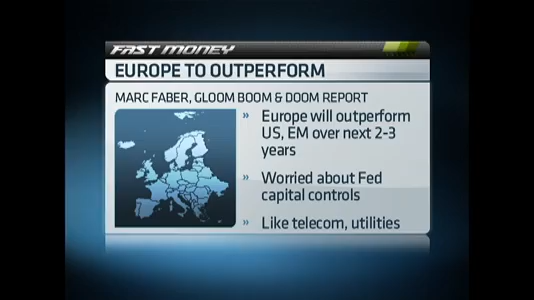 FAST MONEY
EUROPE TO OUTPERFORM
MARC FABER, GLOOM BOOM & DOOM REPORT
» Europe will outperform
US, EM over next 2-3
years
» Worried about Fed
capital controls
» Like telecom, utilities